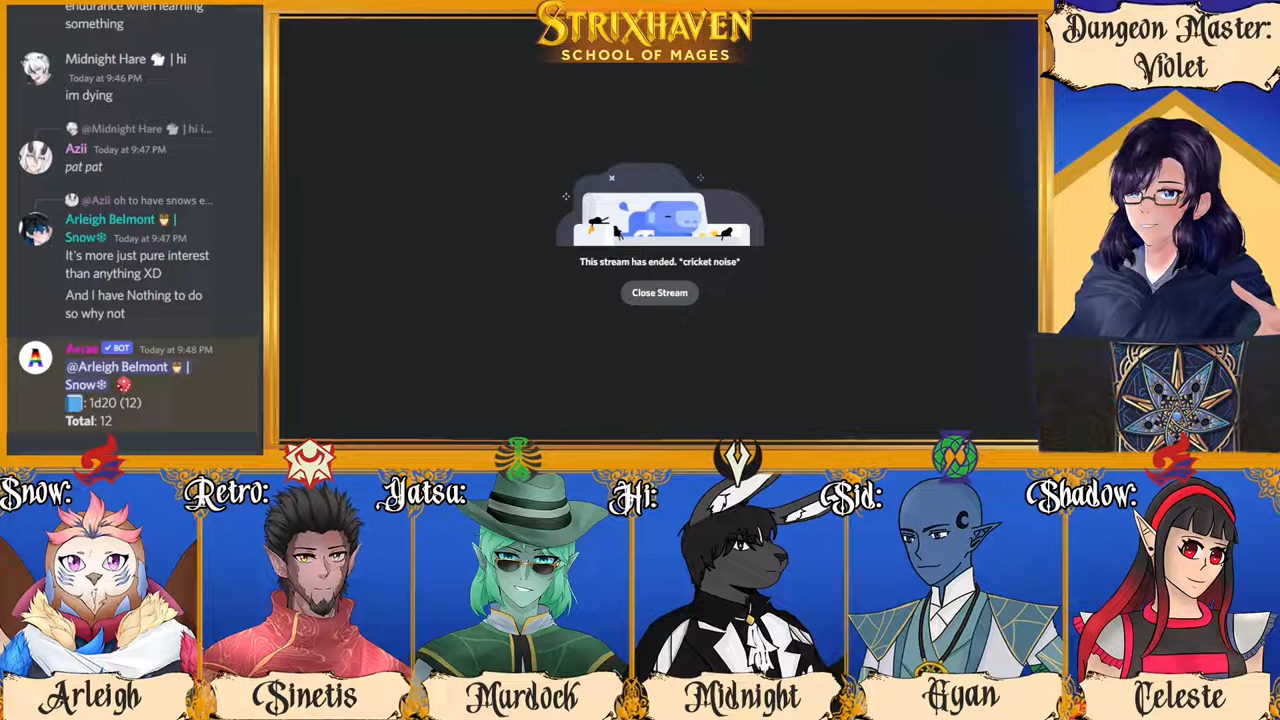 endurance when learning
something
Midnight Hare | hi
Today at 9:46 PM
im dying
@Midnight Hare | hi i...
Azii Today at 9:47 PM
pat pat
@Azii oh to have snows e...
Arleigh Belmont |
Snow❄ Today at 9:47 PM
It's more just pure interest
than anything XD
And I have Nothing to do
so why not
A
✓ BOT Today at 9:48 PM
@Arleigh Belmont |
Snow❄
: 1d20 (12)
Total: 12
STRIXHAVEN
SCHOOL OF MAGES
This stream has ended. *cricket noise*
Close Stream
Dungeon Master:
Violet
Snow:
Retro:
Yatsu:
Hi:
Sid:
Shadow:
Arleigh
Sinetis
Murdock
Midnight
Gyan
Celeste